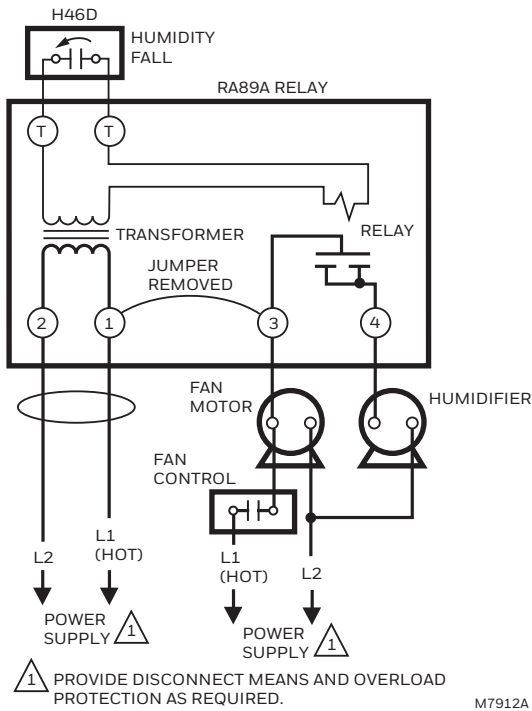 H46D
HUMIDITY
FALL
RA89A RELAY
T
T
TRANSFORMER
RELAY
JUMPER
REMOVED
2
1
3
4
FAN
MOTOR
HUMIDIFIER
FAN
CONTROL
L2
L1
(HOT)
L1
(HOT)
L2
POWER
SUPPLY
1
POWER
SUPPLY
1
1 PROVIDE DISCONNECT MEANS AND OVERLOAD
PROTECTION AS REQUIRED.
M7912A